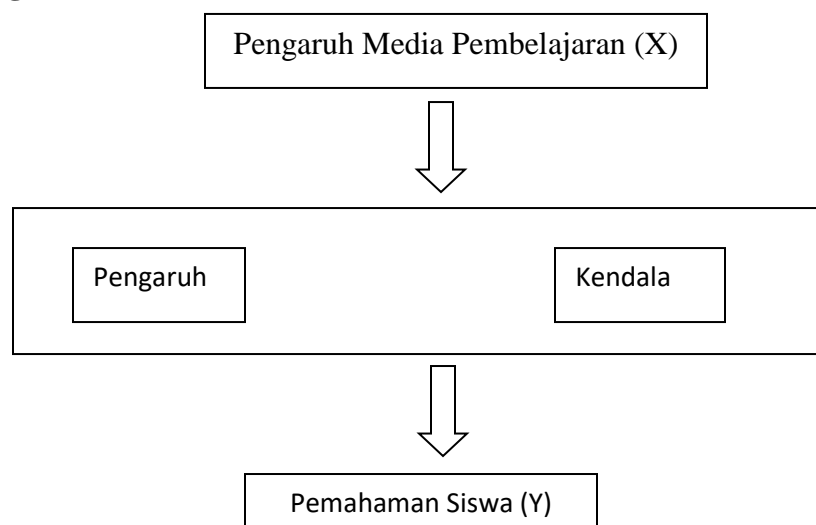 Pengaruh Media Pembelajaran (X)
Pengaruh
Kendala
Pemahaman Siswa (Y)